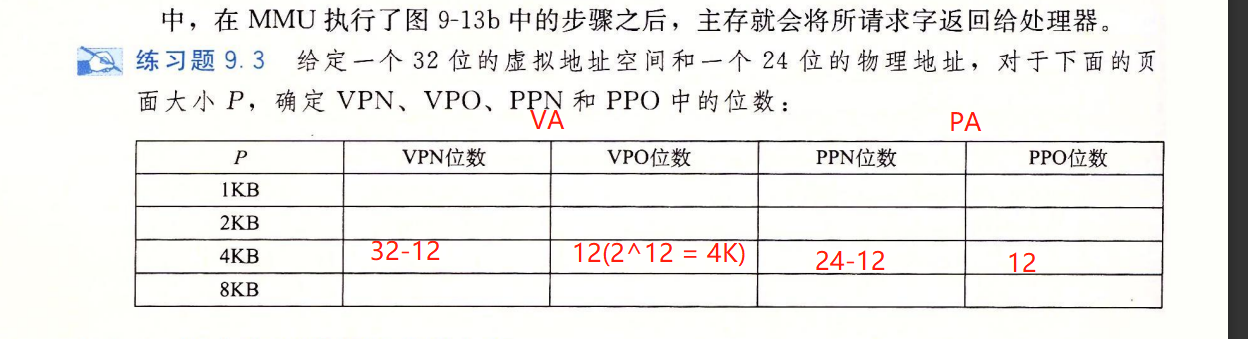 中，在 MMU 执行了图 9-13b 中的步骤之后，主存就会将所请求字返回给处理器。
练习题 9.3 给定一个 32 位的虚拟地址空间和一个 24 位的物理地址，对于下面的页
面大小 P，确定 VPN、VPO、PPN 和 PPO 中的位数：
VA PA
P VPN位数 VPO位数 PPN位数 PPO位数
1KB
2KB
4KB 32-12 12(2^12 = 4K) 24-12 12
8KB